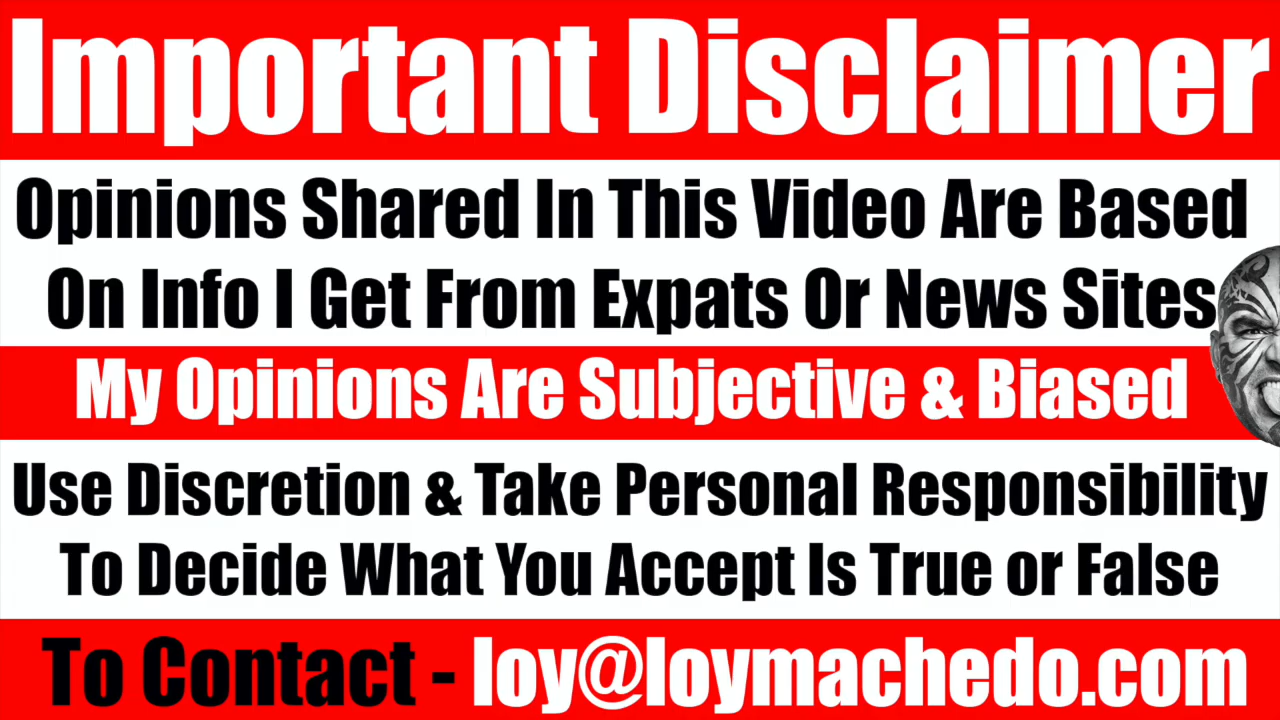 Important Disclaimer
Opinions Shared In This Video Are Based
On Info I Get From Expats Or News Sites
My Opinions Are Subjective & Biased
Use Discretion & Take Personal Responsibility
To Decide What You Accept Is True or False
To Contact - loy@loymachedo.com